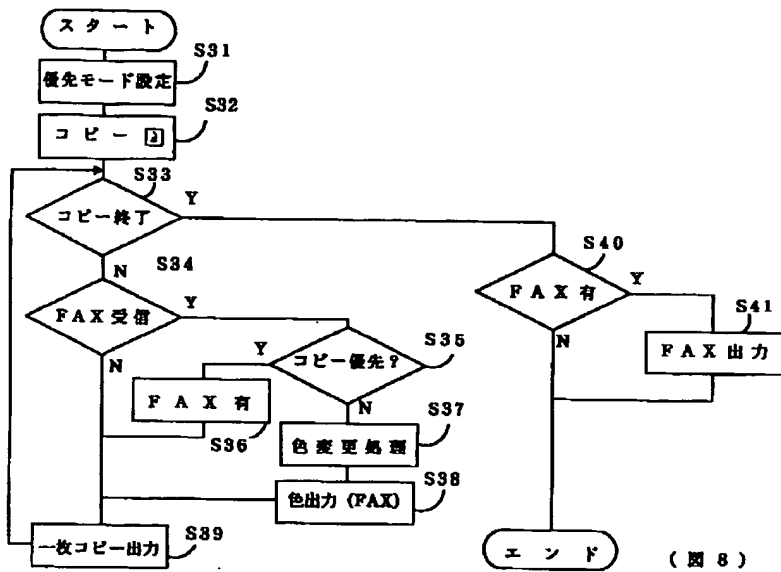 スタート
S31
優先モード設定
S32
コピー
S33
コピー終了
Y
N
S34
FAX受信
Y
N
S35
コピー優先?
Y
N
FAX有
S36
S37
色変更処理
S38
色出力(FAX)
S39
一枚コピー出力
S40
FAX有
Y
N
S41
FAX出力
エンド
(図8)